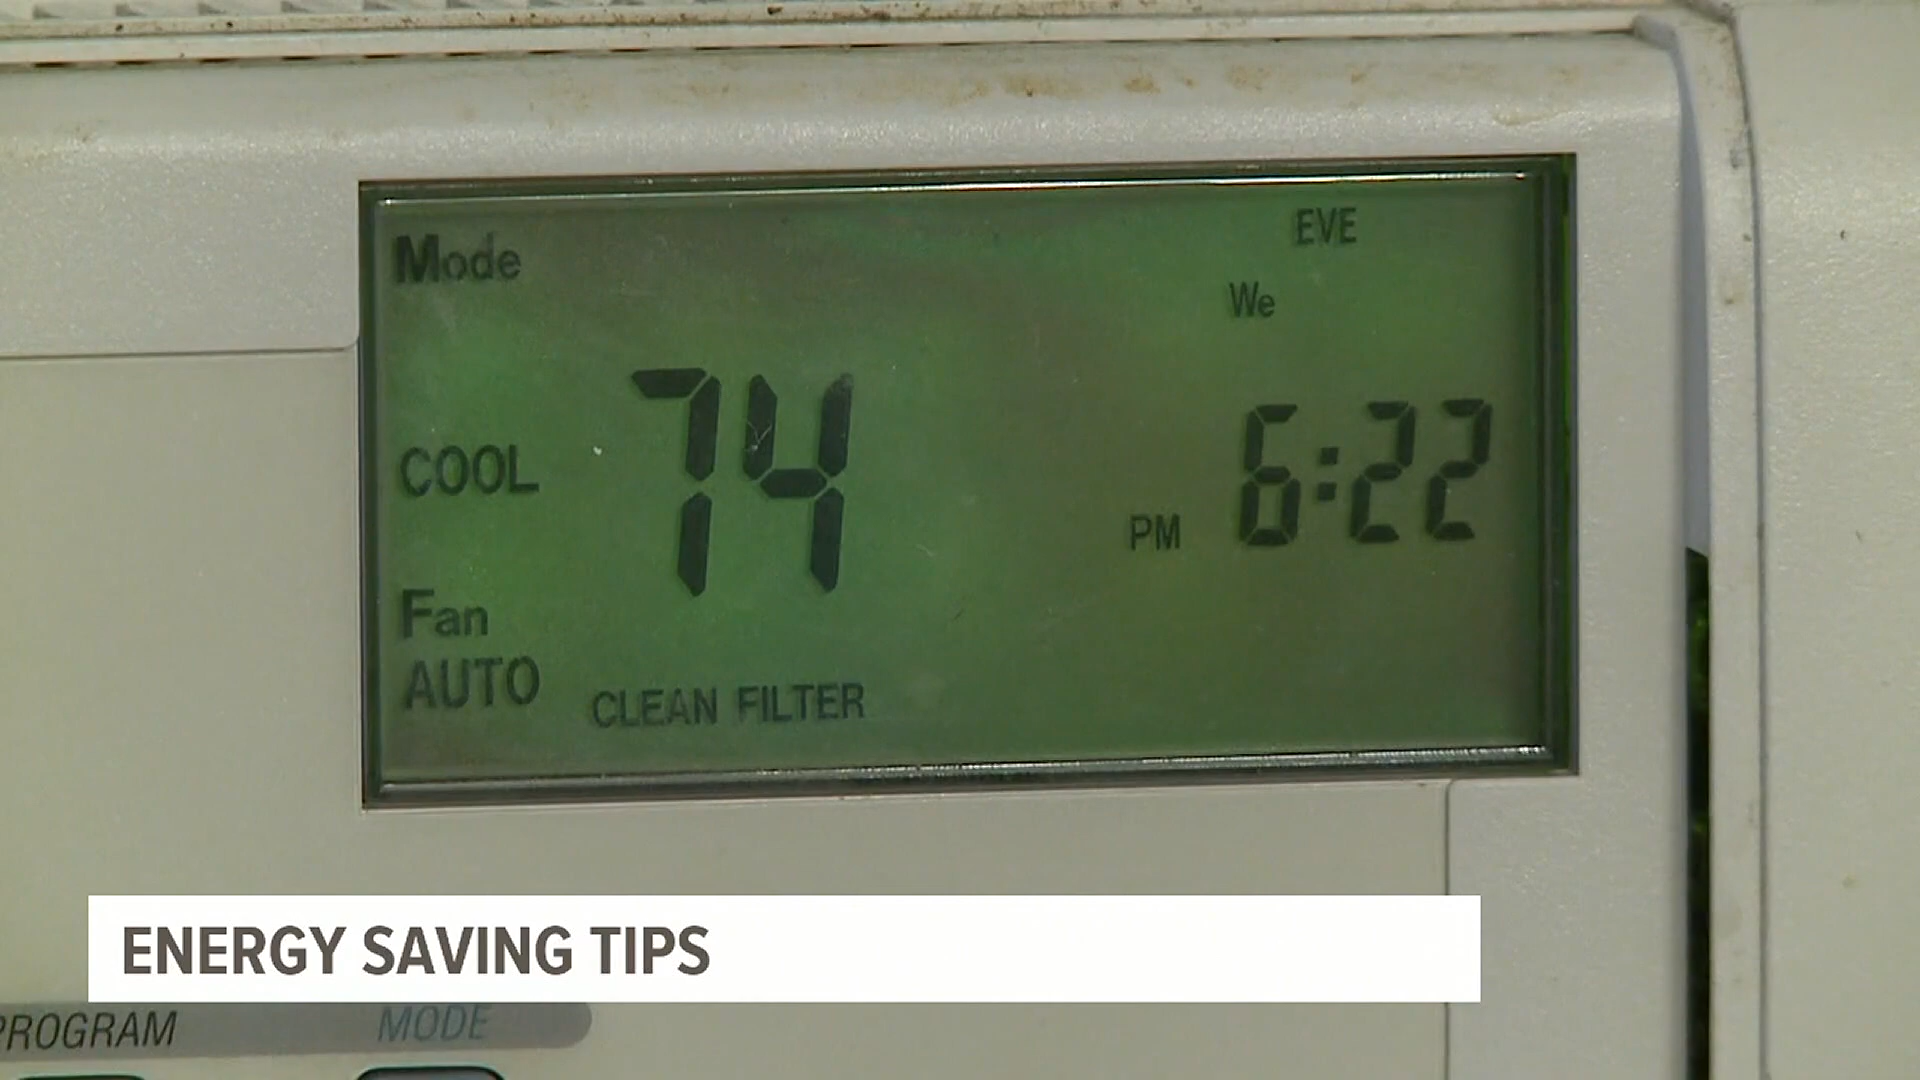 EVE
Mode
We
74
6:22
COOL
PM
Fan
AUTO
CLEAN FILTER
ENERGY SAVING TIPS
PROGRAM
MODE